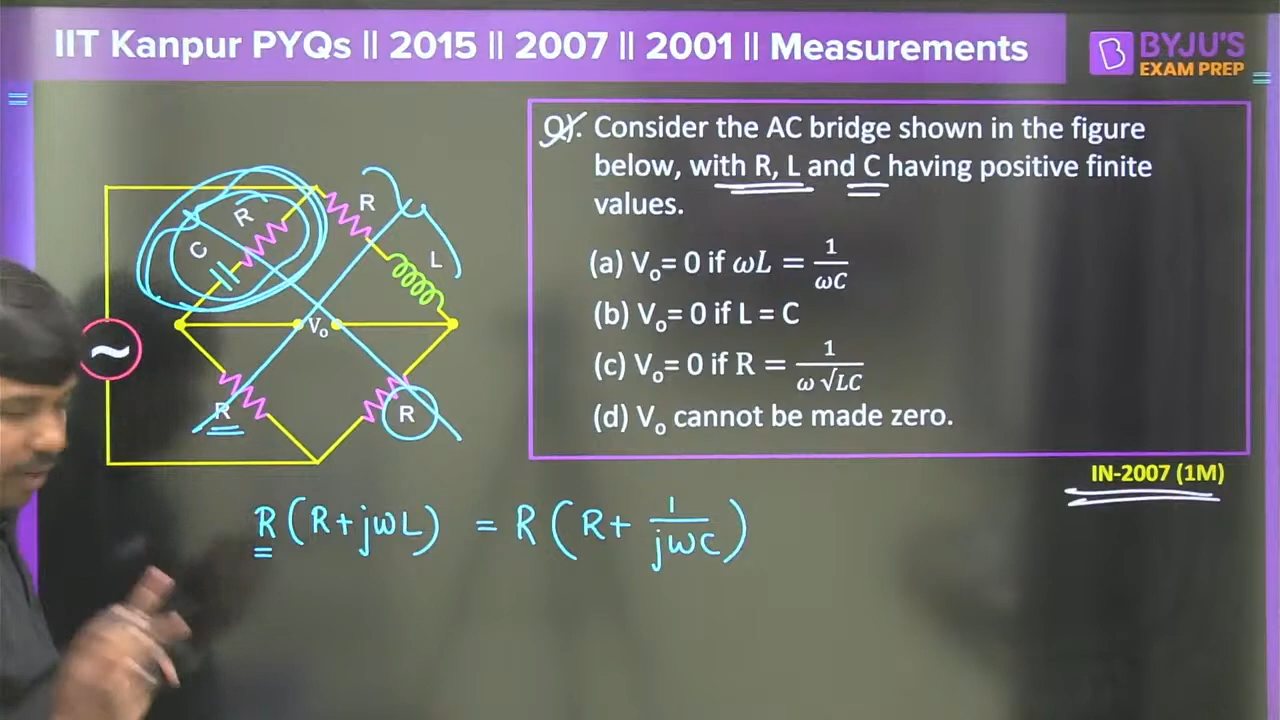 IIT Kanpur PYQs || 2015 || 2007 || 2001 || Measurements
BYJU'S
EXAM PREP
Q). Consider the AC bridge shown in the figure
below, with R, L and C having positive finite
values.
(a) Vₒ= 0 if ωL = 1/ωC
(b) Vₒ= 0 if L = C
(c) Vₒ= 0 if R = 1/ω √LC
(d) Vₒ cannot be made zero.
IN-2007 (1M)
R
C
R
L
Vₒ
~
R
R
R (R+jωL) = R (R+ 1/jωC)